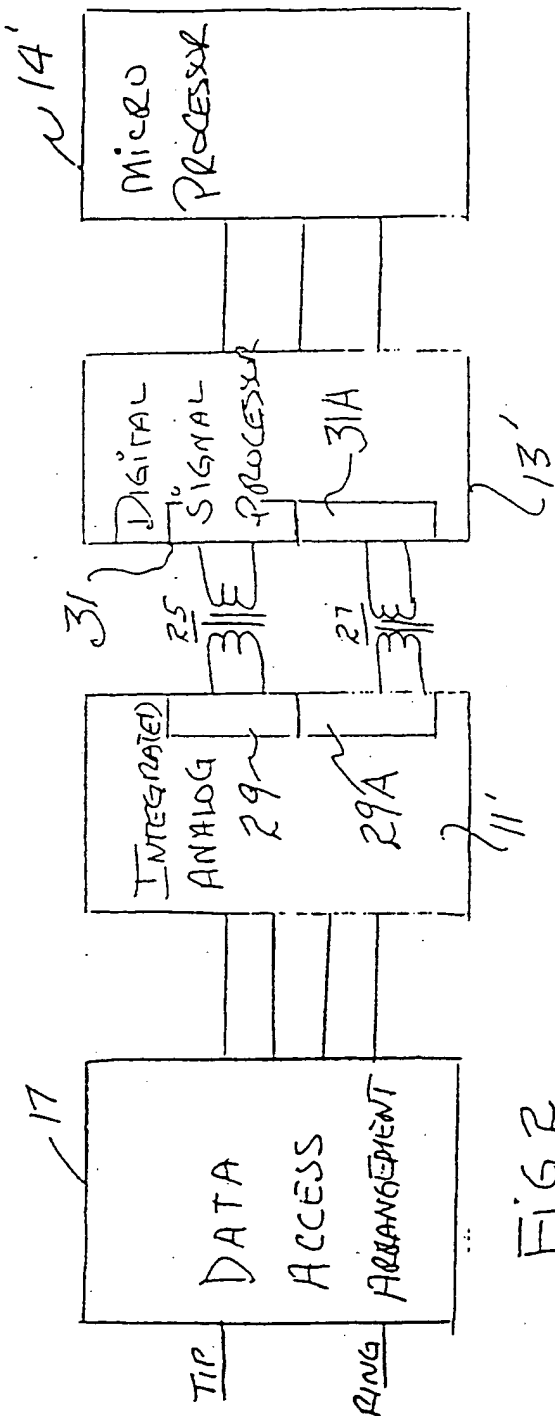 TIP
RING
17
DATA
ACCESS
ARRANGEMENT
INTEGRATED
ANALOG
29
29A
11'
25
27
31
DIGITAL
SIGNAL
PROCESSOR
31A
13'
14'
MICRO
PROCESSOR
FIG 2